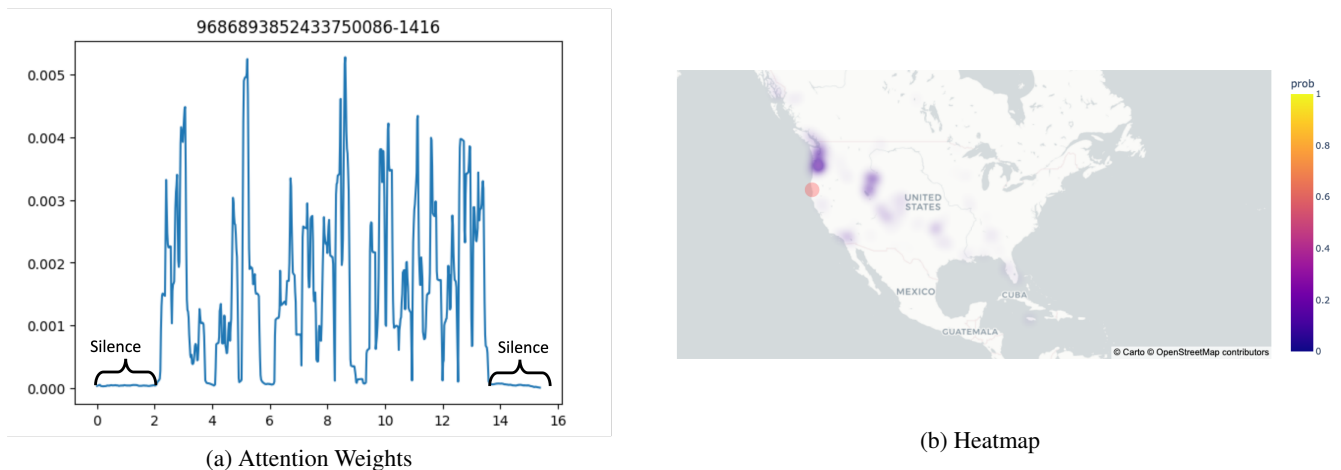 9686893852433750086-1416
0.005
0.004
0.003
0.002
0.001
0.000
Silence
Silence
0 2 4 6 8 10 12 14 16
(a) Attention Weights
UNITED
STATES
MEXICO
CUBA
GUATEMALA
© Carto © OpenStreetMap contributors
prob
1
0.8
0.6
0.4
0.2
0
(b) Heatmap